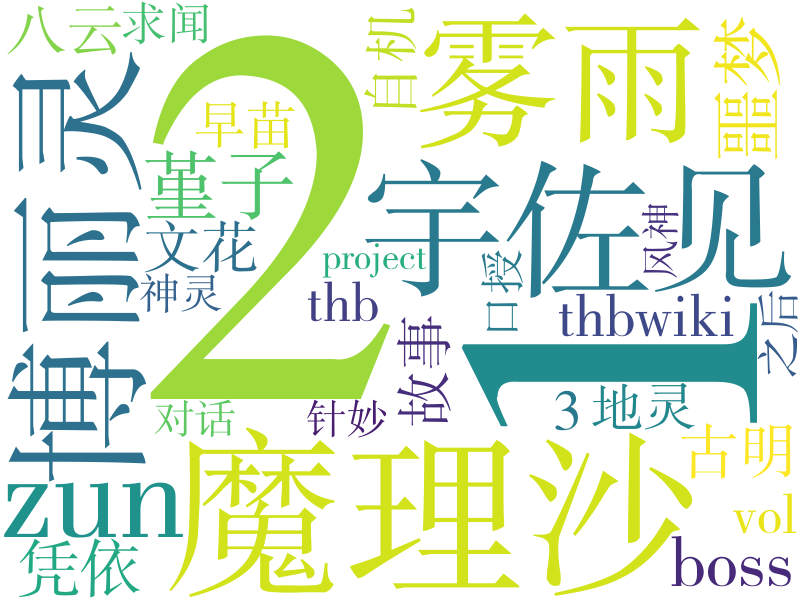 八云
求闻
自机
雾雨
噩梦
博丽灵
2
早苗
堇子
宇佐见
文花
风神
project
口授
神灵
thb
thbwiki
之后
故事
1
对话
针妙
3
地灵
古明
魔理沙
zun
vol
凭依
boss